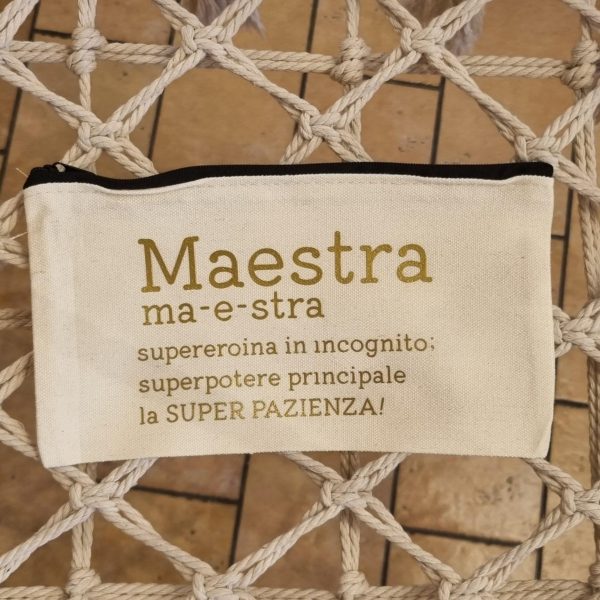 Maestra
ma-e-stra
supereroina in incognito;
superpotere principale
la SUPER PAZIENZA!